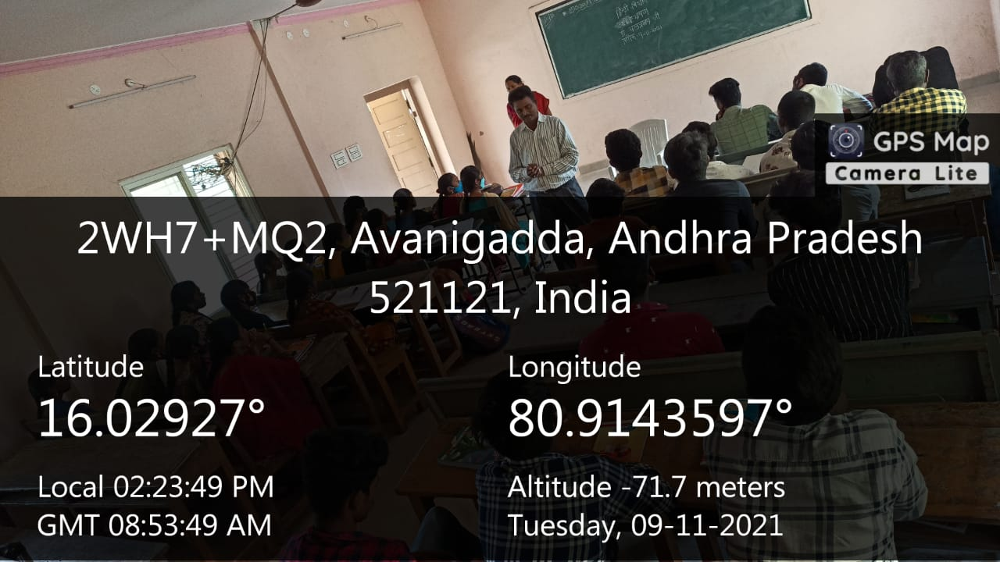 हिन्दी विभाग
GPS Map
Camera Lite
2WH7+MQ2, Avanigadda, Andhra Pradesh
521121, India
Latitude
16.02927°
Longitude
80.9143597°
Local 02:23:49 PM
GMT 08:53:49 AM
Altitude -71.7 meters
Tuesday, 09-11-2021